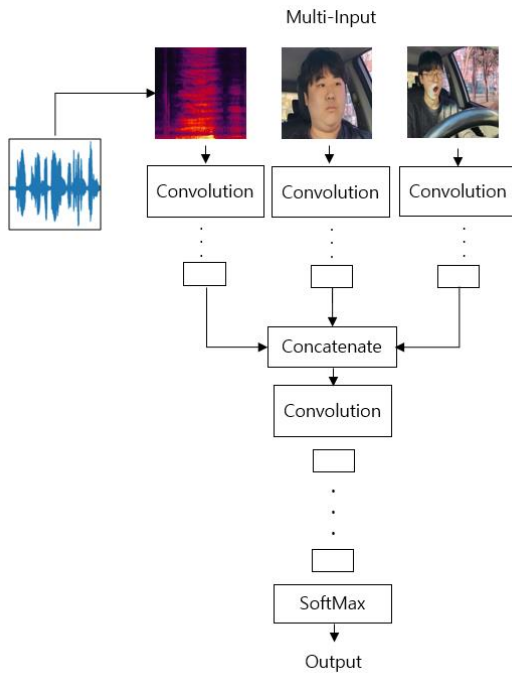 Multi-Input
Convolution
Convolution
Convolution
Concatenate
Convolution
SoftMax
Output